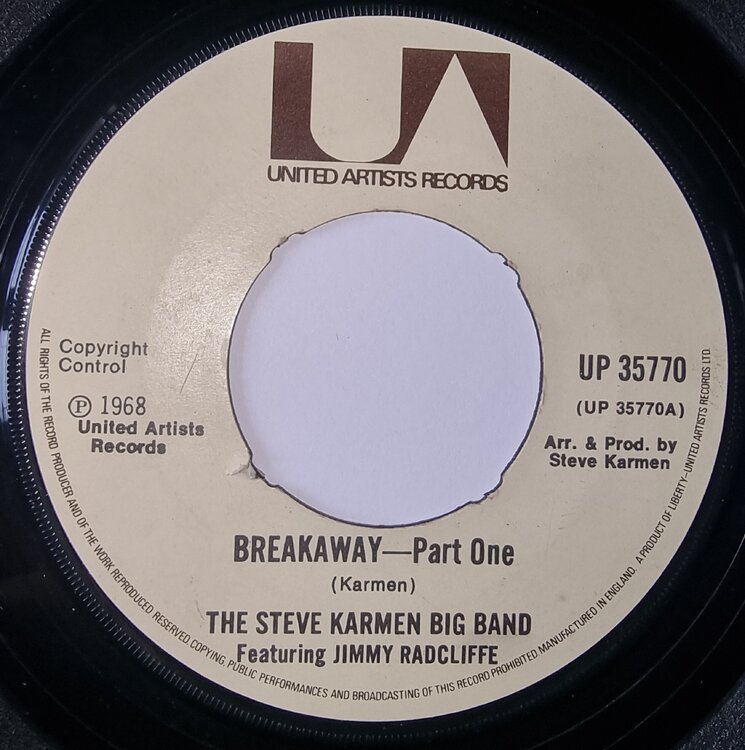 UA
UNITED ARTISTS RECORDS
Copyright
Control
Ⓟ 1968
United Artists
Records
UP 35770
(UP 35770A)
Arr. & Prod. by
Steve Karmen
BREAKAWAY—Part One
(Karmen)
THE STEVE KARMEN BIG BAND
Featuring JIMMY RADCLIFFE
ALL RIGHTS OF THE RECORD PRODUCER AND OF THE WORK REPRODUCED RESERVED. COPYING, PUBLIC PERFORMANCES AND BROADCASTING OF THIS RECORD PROHIBITED. MANUFACTURED IN ENGLAND. A PRODUCT OF LIBERTY–UNITED ARTISTS RECORDS LTD.